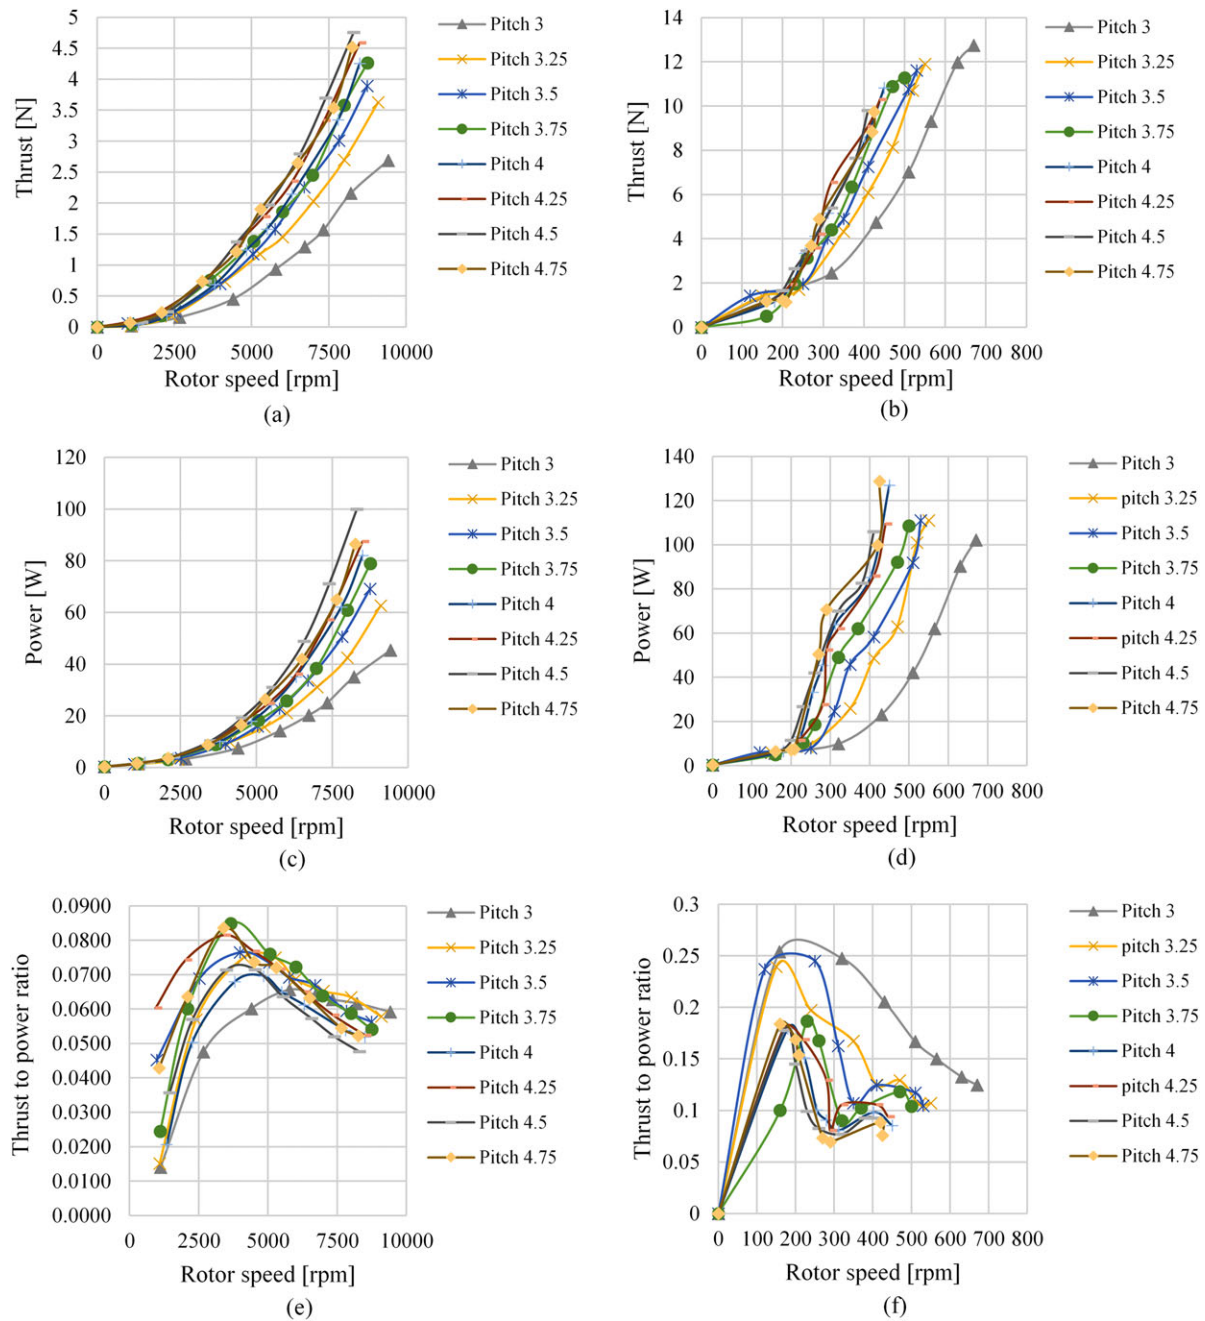 5
4.5
4
3.5
3
2.5
2
1.5
1
0.5
0
Thrust [N]
0 2500 5000 7500 10000
Rotor speed [rpm]
Pitch 3
Pitch 3.25
Pitch 3.5
Pitch 3.75
Pitch 4
Pitch 4.25
Pitch 4.5
Pitch 4.75
(a)
14
12
10
8
6
4
2
0
Thrust [N]
0 100 200 300 400 500 600 700 800
Rotor speed [rpm]
Pitch 3
Pitch 3.25
Pitch 3.5
Pitch 3.75
Pitch 4
Pitch 4.25
Pitch 4.5
Pitch 4.75
(b)
120
100
80
60
40
20
0
Power [W]
0 2500 5000 7500 10000
Rotor speed [rpm]
Pitch 3
Pitch 3.25
Pitch 3.5
Pitch 3.75
Pitch 4
Pitch 4.25
Pitch 4.5
Pitch 4.75
(c)
140
120
100
80
60
40
20
0
Power [W]
0 100 200 300 400 500 600 700 800
Rotor speed [rpm]
Pitch 3
pitch 3.25
Pitch 3.5
Pitch 3.75
Pitch 4
pitch 4.25
Pitch 4.5
Pitch 4.75
(d)
0.0900
0.0800
0.0700
0.0600
0.0500
0.0400
0.0300
0.0200
0.0100
0.0000
Thrust to power ratio
0 2500 5000 7500 10000
Rotor speed [rpm]
Pitch 3
Pitch 3.25
Pitch 3.5
Pitch 3.75
Pitch 4
Pitch 4.25
Pitch 4.5
Pitch 4.75
(e)
0.3
0.25
0.2
0.15
0.1
0.05
0
Thrust to power ratio
0 100 200 300 400 500 600 700 800
Rotor speed [rpm]
Pitch 3
pitch 3.25
Pitch 3.5
Pitch 3.75
Pitch 4
pitch 4.25
Pitch 4.5
Pitch 4.75
(f)